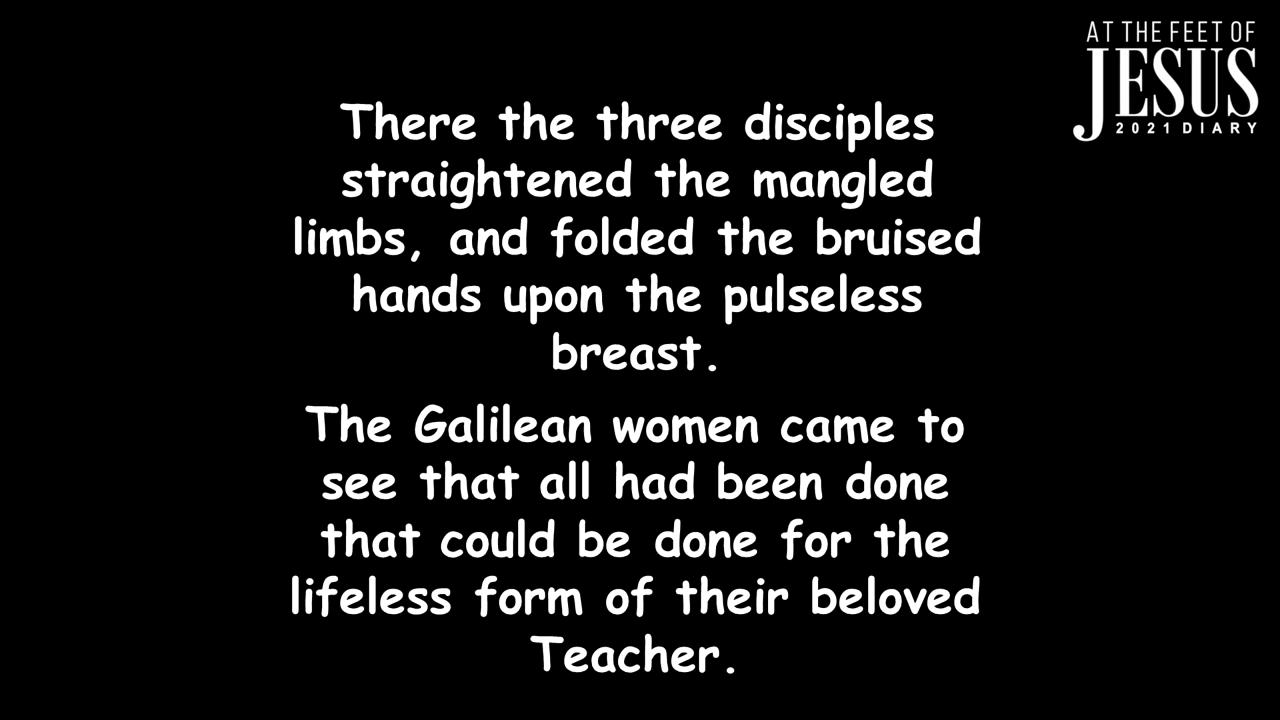 AT THE FEET OF
JESUS
2021 DIARY
There the three disciples
straightened the mangled
limbs, and folded the bruised
hands upon the pulseless
breast.
The Galilean women came to
see that all had been done
that could be done for the
lifeless form of their beloved
Teacher.